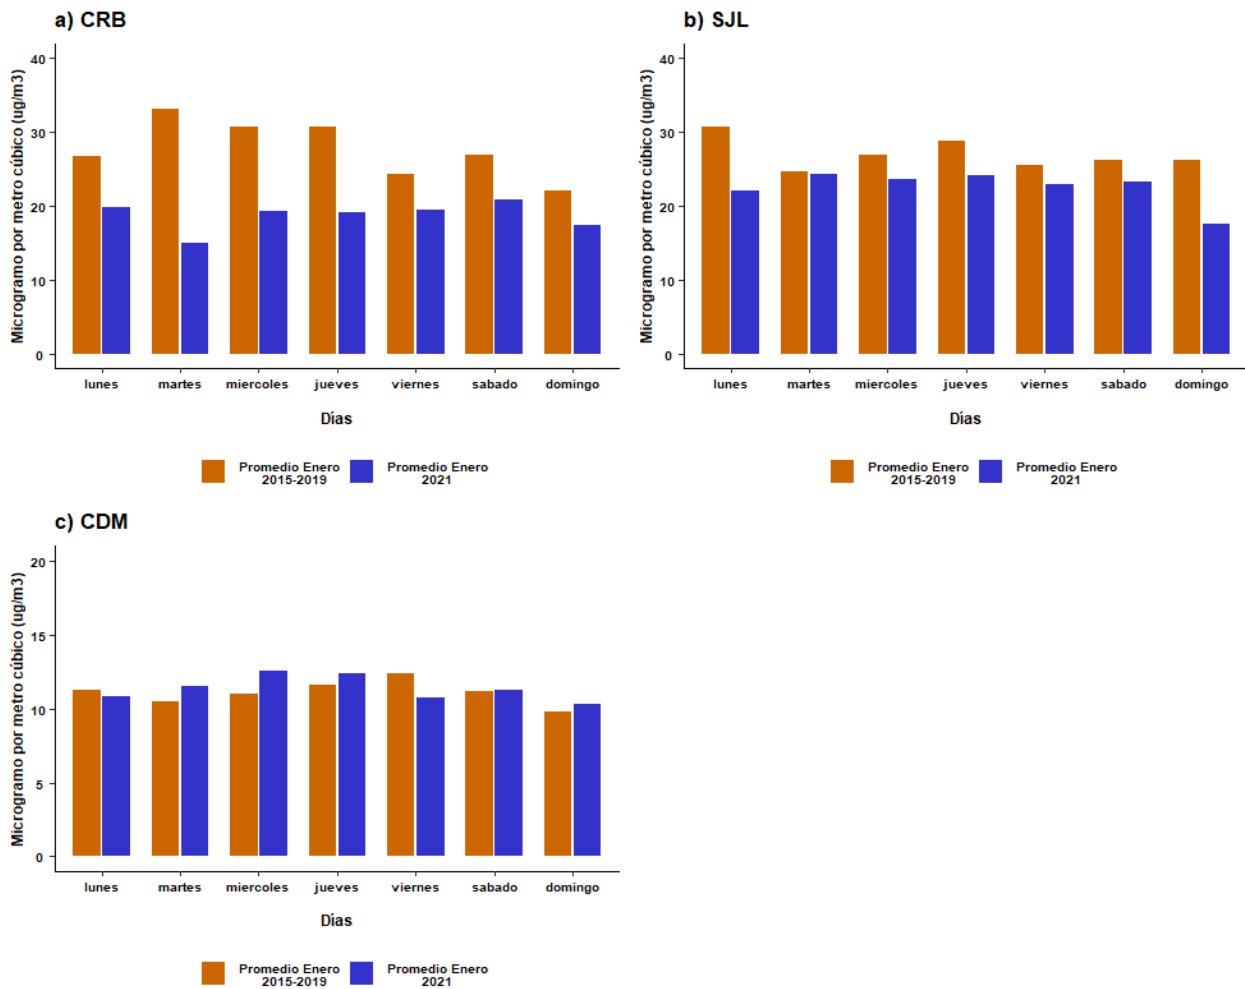 a) CRB
Microgramo por metro cúbico (ug/m3)
40
30
20
10
0
lunes martes miercoles jueves viernes sabado domingo
Días
Promedio Enero
2015-2019
Promedio Enero
2021
b) SJL
Microgramo por metro cúbico (ug/m3)
40
30
20
10
0
lunes martes miercoles jueves viernes sabado domingo
Días
Promedio Enero
2015-2019
Promedio Enero
2021
c) CDM
Microgramo por metro cúbico (ug/m3)
20
15
10
5
0
lunes martes miercoles jueves viernes sabado domingo
Días
Promedio Enero
2015-2019
Promedio Enero
2021